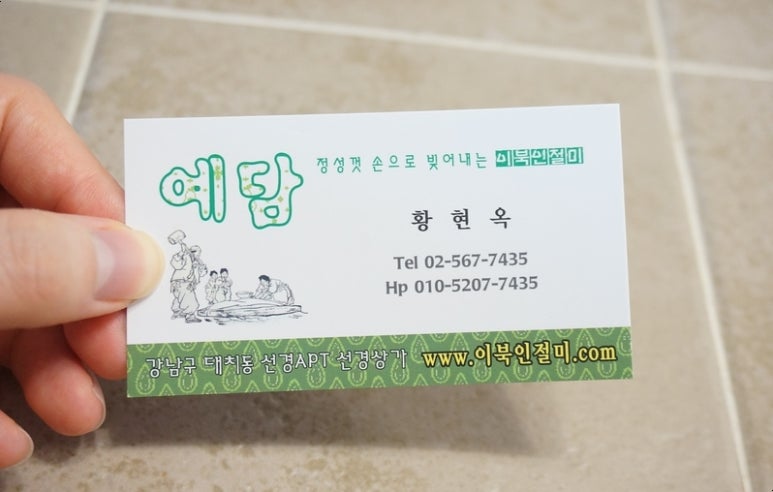 예담
정성껏 손으로 빚어내는 이북인절미
황 현 옥
Tel 02-567-7435
Hp 010-5207-7435
강남구 대치동 선경APT 선경상가 www.이북인절미.com